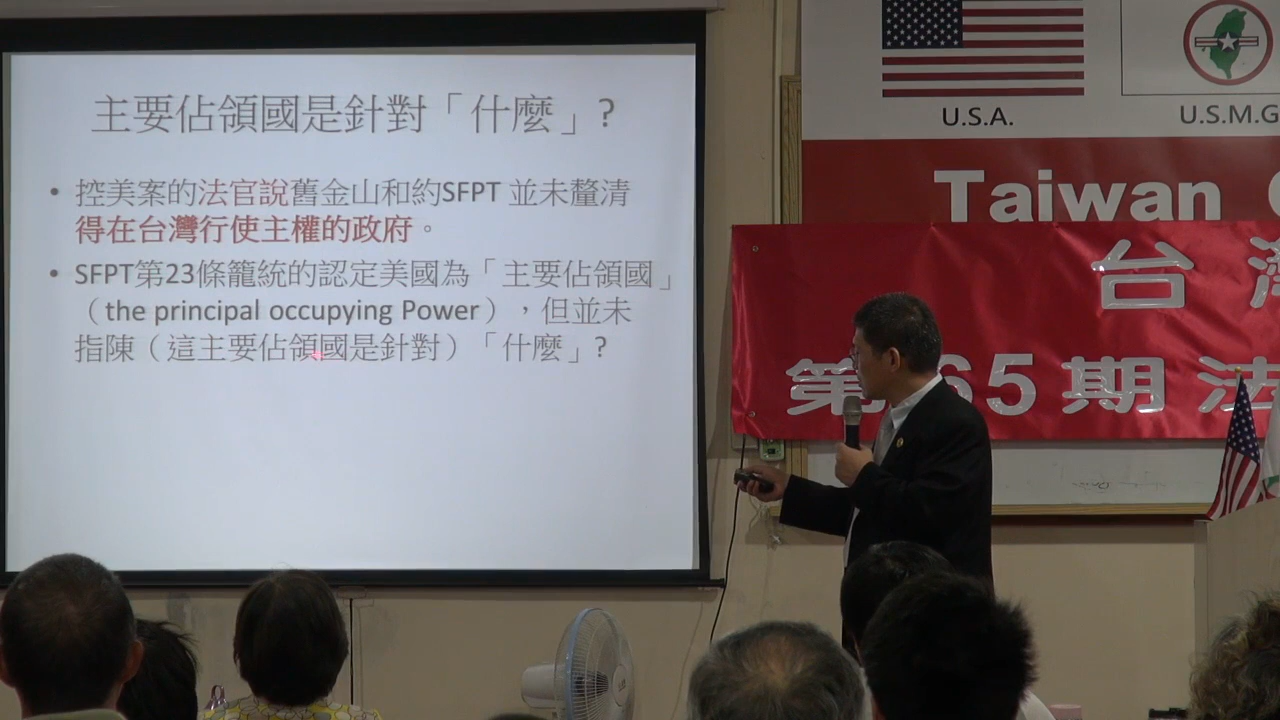 主要佔領國是針對「什麼」?
• 控美案的法官說舊金山和約SFPT 並未釐清
得在台灣行使主權的政府。
• SFPT第23條籠統的認定美國為「主要佔領國」
（the principal occupying Power），但並未
指陳（這主要佔領國是針對）「什麼」?
U.S.A.
U.S.M.G
Taiwan
台灣
第 65期法